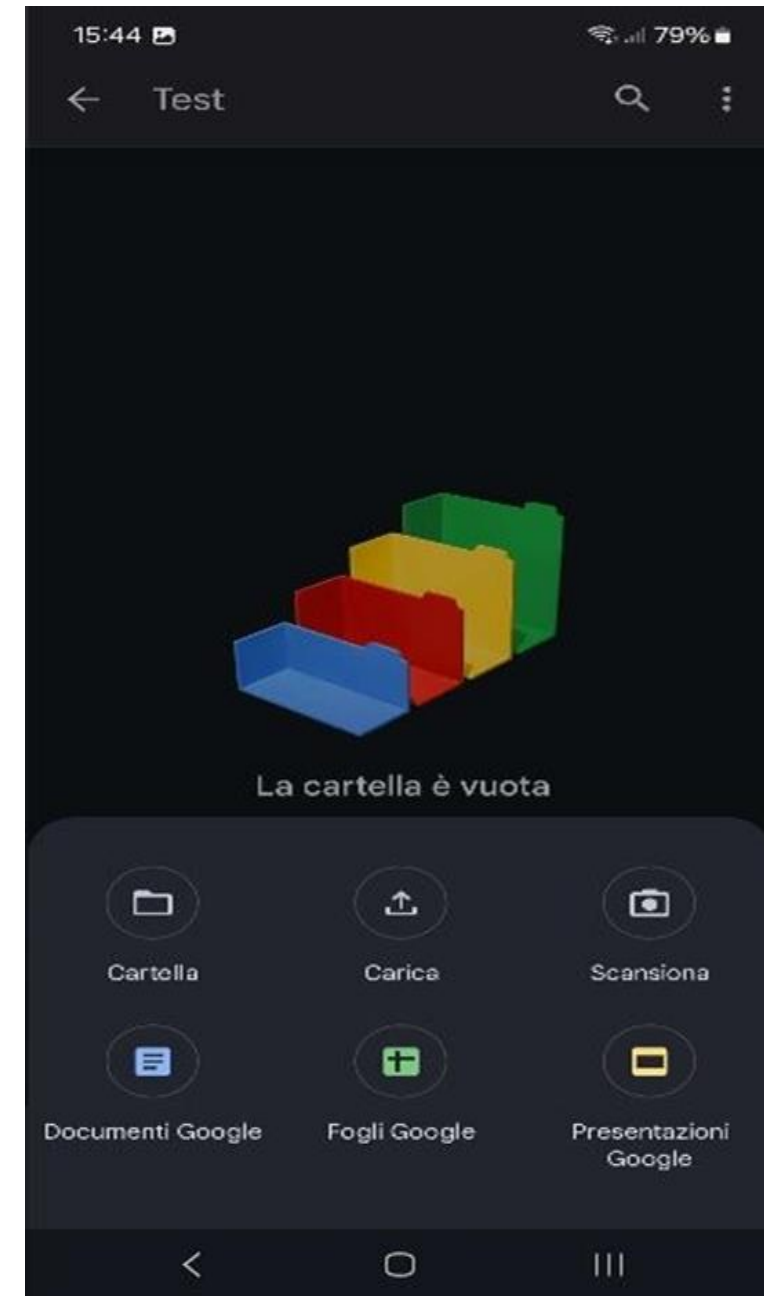 15:44 79%
Test
La cartella è vuota
Cartella Carica Scansiona
Documenti Google Fogli Google Presentazioni
Google